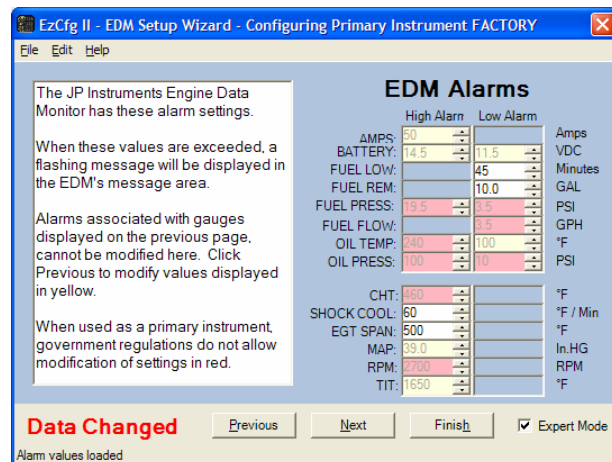 EzCfg II - EDM Setup Wizard - Configuring Primary Instrument FACTORY
File Edit Help
The JP Instruments Engine Data
Monitor has these alarm settings.
When these values are exceeded, a
flashing message will be displayed in
the EDM's message area.
Alarms associated with gauges
displayed on the previous page,
cannot be modified here. Click
Previous to modify values displayed
in yellow.
When used as a primary instrument,
government regulations do not allow
modification of settings in red.
EDM Alarms
High Alarm Low Alarm
AMPS: 50 Amps
BATTERY: 14.5 11.5 VDC
FUEL LOW: 45 Minutes
FUEL REM: 10.0 GAL
FUEL PRESS: 19.5 3.5 PSI
FUEL FLOW: 3.5 GPH
OIL TEMP: 240 100 °F
OIL PRESS: 100 10 PSI
CHT: 460 °F
SHOCK COOL: 60 °F / Min
EGT SPAN: 500 °F
MAP: 39.0 In.HG
RPM: 2700 RPM
TIT: 1650 °F
Data Changed Previous Next Finish Expert Mode
Alarm values loaded